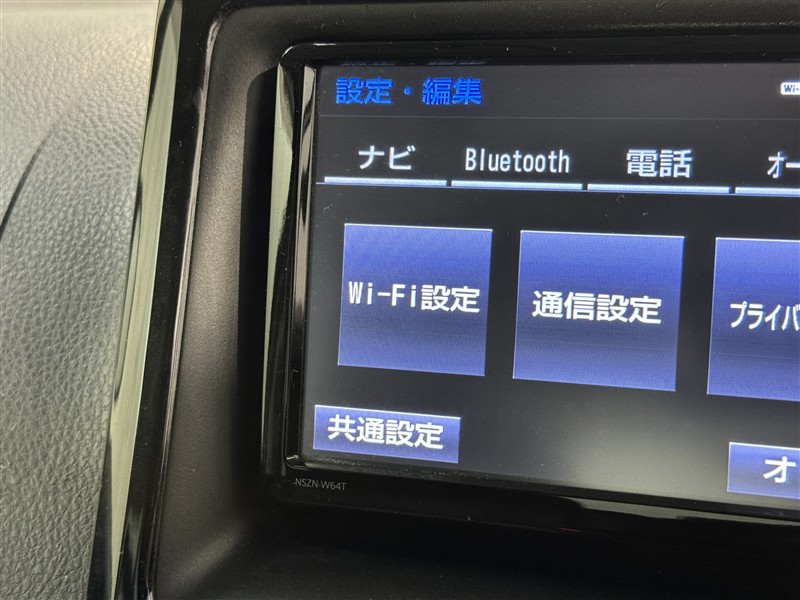 設定・編集
ナビ Bluetooth 電話 オー
Wi-Fi設定 通信設定 プライバ
共通設定 オ
NSZN-W64T